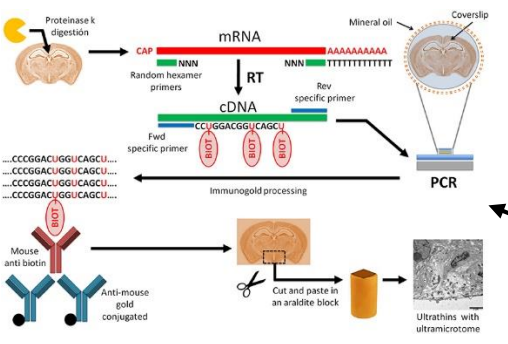 Proteinase k
digestión
mRNA
CAP
AAAAAAAAAA
NNN
NNN
TTTTTTTTTTTTT
Random hexamer
primers
RT
cDNA
Rev
specific primer
Mineral oil
Coverslip
CCUGGACGGUCAGCU
Fwd
specific primer
BIOT
BIOT
BIOT
PCR
Immunogold processing
....CCCGGACUGGUCAGCU....
....CCCGGACUGGUCAGCU....
....CCCGGACUGGUCAGCU....
....CCCGGACUGGUCAGCU....
BIOT
Mouse
anti biotin
Anti-mouse
gold
conjugated
Cut and paste in
an araldite block
Ultrathins with
ultramicrotome